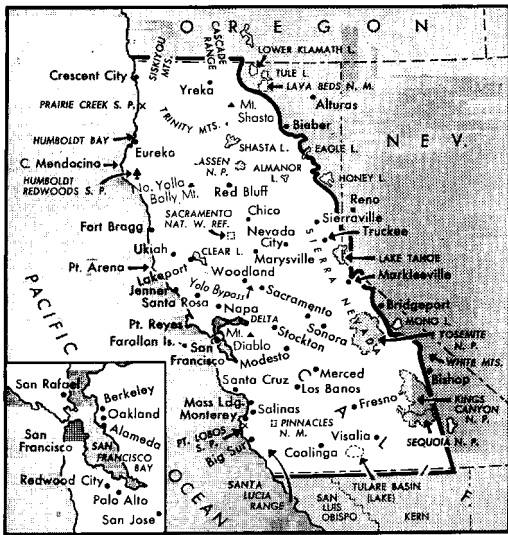 OREGON
CASCADE
RANGE
SISKIYOU
MTS.
LOWER KLAMATH L.
TULE L.
LAVA BEDS N. M.
Crescent City
Yreka
Alturas
PRAIRIE CREEK S. P.
Mt.
Shasta
TRINITY MTS.
Bieber
NEV.
HUMBOLDT BAY
Eureka
SHASTA L.
EAGLE L.
C. Mendocino
LASSEN
N. P.
ALMANOR
L.
HUMBOLDT
REDWOODS S. P.
No. Yolla
Bolly Mt.
Red Bluff
HONEY L.
Reno
Chico
SACRAMENTO
NAT. W. REF.
Sierraville
Fort Bragg
Nevada
City
Truckee
Ukiah
CLEAR L.
Marysville
SIERRA NEVADA
LAKE TAHOE
Pt. Arena
Lakeport
Woodland
Markleeville
Jenner
Yolo Bypass
Sacramento
Santa Rosa
Bridgeport
PACIFIC
OCEAN
Napa
MONO L.
Pt. Reyes
DELTA
Sonora
YOSEMITE
N. P.
Farallon Is.
Mt.
Diablo
Stockton
San
Francisco
Modesto
WHITE MTS.
Bishop
Merced
Santa Cruz
Los Banos
KINGS
CANYON
N. P.
Mass Ldg.
Fresno
Monterey
Salinas
CAL
PINNACLES
N. M.
PT. LOBOS
S. P.
Visalia
SEQUOIA N. P.
Big Sur
Coalinga
TULARE BASIN
(LAKE)
SANTA
LUCIA
RANGE
SAN
LUIS
OBISPO
KERN
F
San Rafael
Berkeley
Oakland
Alameda
San
Francisco
SAN
FRANCISCO
BAY
Redwood City
Palo Alto
San Jose